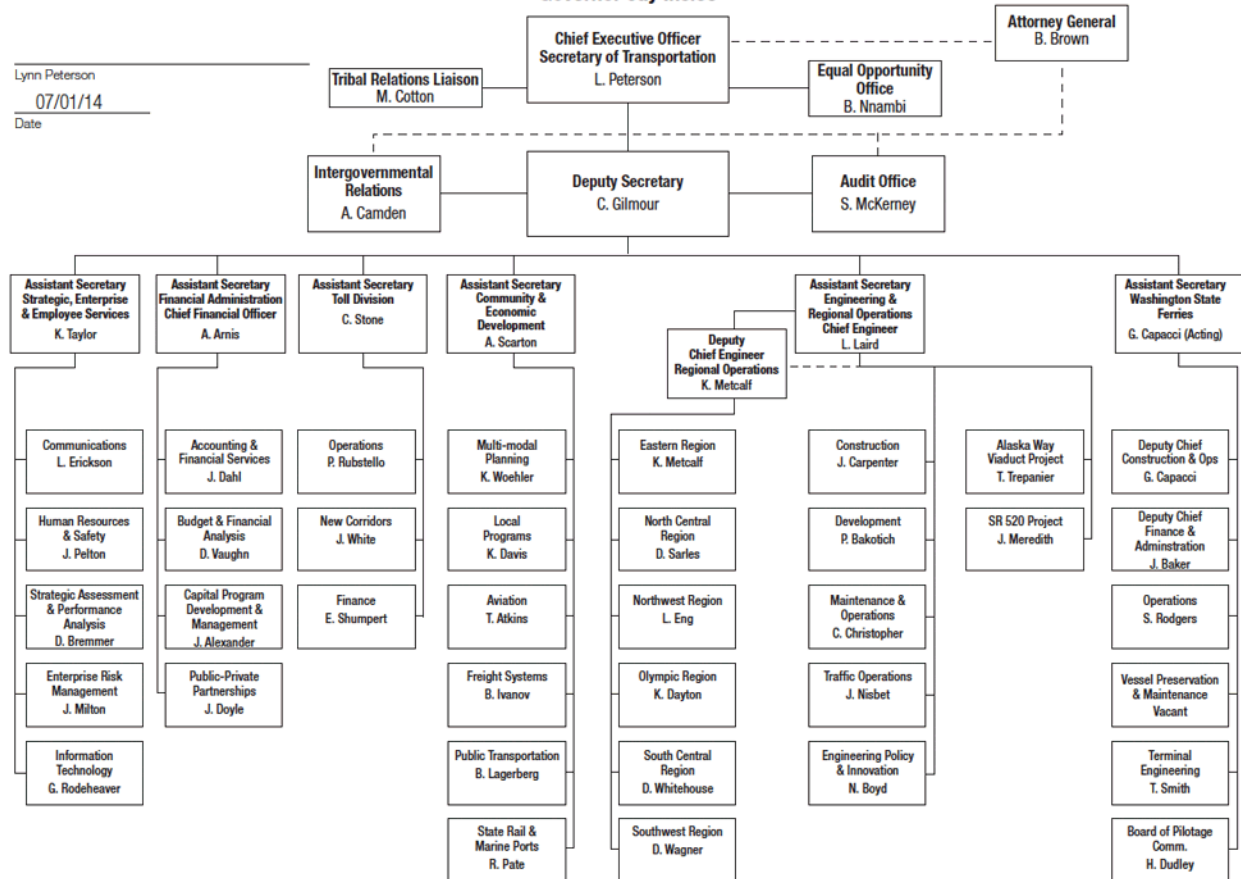 Attorney General
B. Brown
Chief Executive Officer
Secretary of Transportation
L. Peterson
Lynn Peterson
07/01/14
Date
Tribal Relations Liaison
M. Cotton
Equal Opportunity
Office
B. Nnambi
Intergovernmental
Relations
A. Camden
Deputy Secretary
C. Gilmour
Audit Office
S. McKerney
Assistant Secretary
Strategic, Enterprise
& Employee Services
K. Taylor
Assistant Secretary
Financial Administration
Chief Financial Officer
A. Arnis
Assistant Secretary
Toll Division
C. Stone
Assistant Secretary
Community &
Economic
Development
A. Scarton
Assistant Secretary
Engineering &
Regional Operations
Chief Engineer
L. Laird
Assistant Secretary
Washington State
Ferries
G. Capacci (Acting)
Deputy
Chief Engineer
Regional Operations
K. Metcalf
Communications
L. Erickson
Human Resources
& Safety
J. Pelton
Strategic Assessment
& Performance
Analysis
D. Bremmer
Enterprise Risk
Management
J. Milton
Information
Technology
G. Rodeheaver
Accounting &
Financial Services
J. Dahl
Budget & Financial
Analysis
D. Vaughn
Capital Program
Development &
Management
J. Alexander
Public-Private
Partnerships
J. Doyle
Operations
P. Rubstello
New Corridors
J. White
Finance
E. Shumpert
Multi-modal
Planning
K. Woehler
Local
Programs
K. Davis
Aviation
T. Atkins
Freight Systems
B. Ivanov
Public Transportation
B. Lagerberg
State Rail &
Marine Ports
R. Pate
Eastern Region
K. Metcalf
North Central
Region
D. Sarles
Northwest Region
L. Eng
Olympic Region
K. Dayton
South Central
Region
D. Whitehouse
Southwest Region
D. Wagner
Construction
J. Carpenter
Development
P. Bakotich
Maintenance &
Operations
C. Christopher
Traffic Operations
J. Nisbet
Engineering Policy
& Innovation
N. Boyd
Alaska Way
Viaduct Project
T. Trepanier
SR 520 Project
J. Meredith
Deputy Chief
Construction & Ops
G. Capacci
Deputy Chief
Finance &
Adminstration
J. Baker
Operations
S. Rodgers
Vessel Preservation
& Maintenance
Vacant
Terminal
Engineering
T. Smith
Board of Pilotage
Comm.
H. Dudley